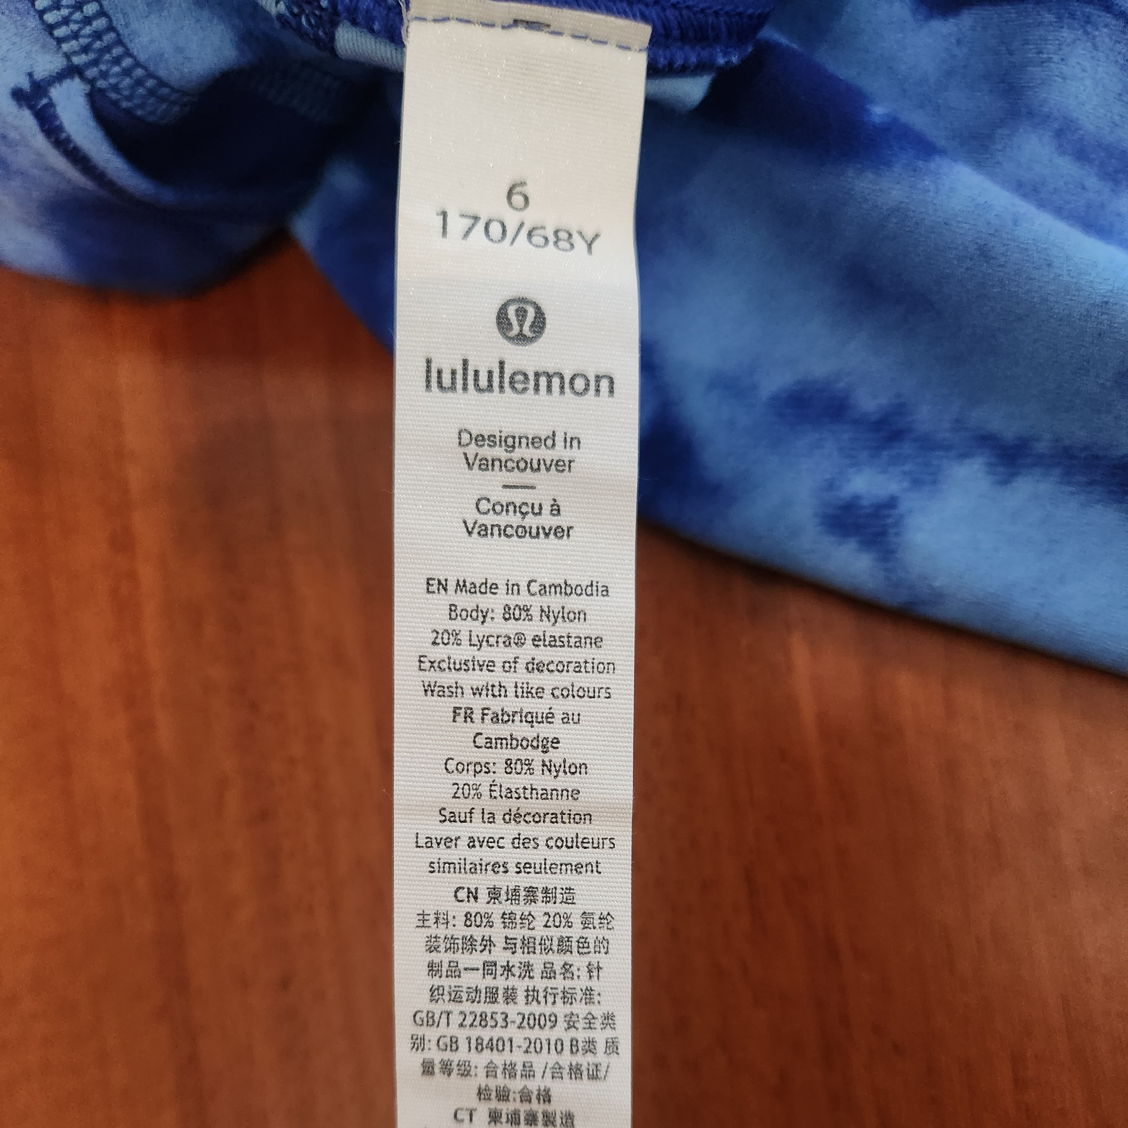 6
170/68Y
lululemon
Designed in
Vancouver
Conçu à
Vancouver
EN Made in Cambodia
Body: 80% Nylon
20% Lycra® elastane
Exclusive of decoration
Wash with like colours
FR Fabriqué au
Cambodge
Corps: 80% Nylon
20% Élasthanne
Sauf la décoration
Laver avec des couleurs
similaires seulement
CN 柬埔寨制造
主料: 80% 锦纶 20% 氨纶
装饰除外 与相似颜色的
制品一同水洗 品名: 针
织运动服装 执行标准:
GB/T 22853-2009 安全类
别: GB 18401-2010 B类 质
量等级: 合格品 /合格证/
检验:合格
CT 柬埔寨製造